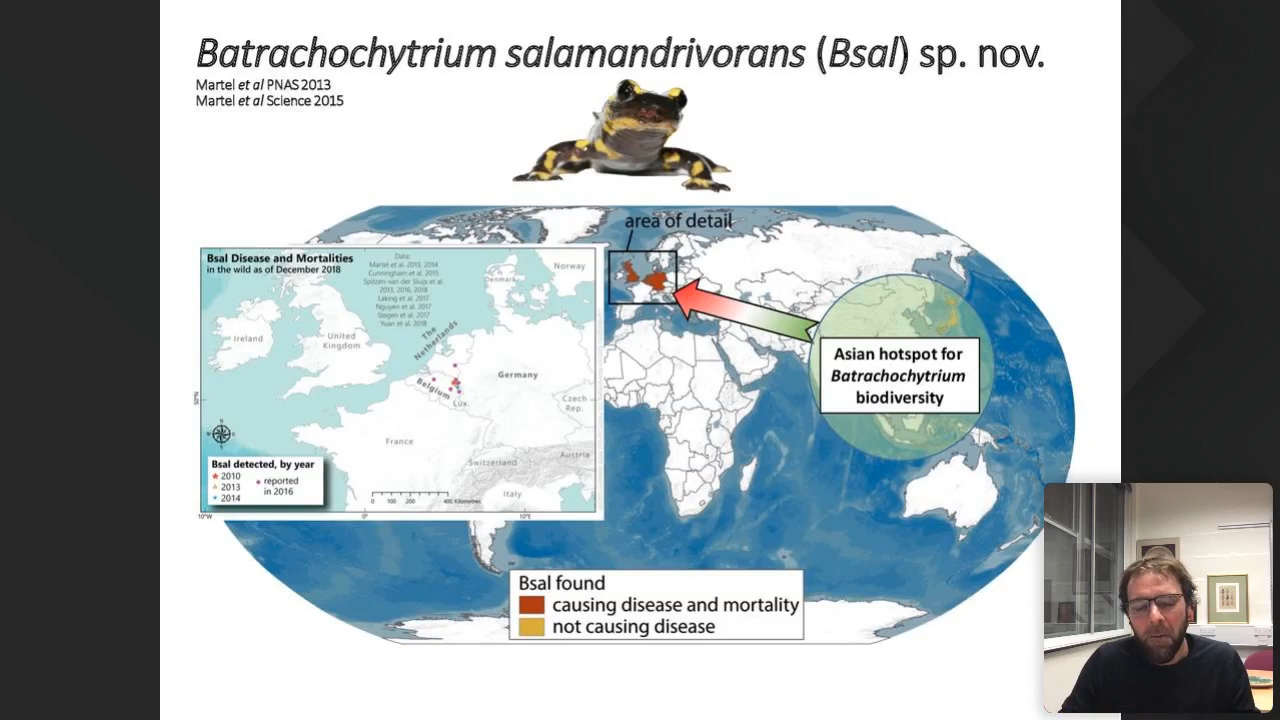 Batrachochytrium salamandrivorans (Bsal) sp. nov.
Martel et al PNAS 2013
Martel et al Science 2015
area of detail
Bsal Disease and Mortalities
in the wild as of December 2018
Data:
Martel et al. 2013, 2014
Cunningham et al. 2015
Spitzen-van der Sluijs et al.
2013, 2016, 2018
Laking et al. 2017
Nguyen et al. 2017
Stegen et al. 2017
Yuan et al. 2018
Norway
Denmark
Ireland
United
Kingdom
The
Netherlands
Belgium
Germany
Lux.
Czech
Rep.
France
Switzerland
Austria
Italy
50°N
N
W
E
S
Bsal detected, by year
2010
2013
2014
reported
in 2016
0 100 200 400 Kilometres
10°W
0°
10°E
Asian hotspot for
Batrachochytrium
biodiversity
Bsal found
causing disease and mortality
not causing disease